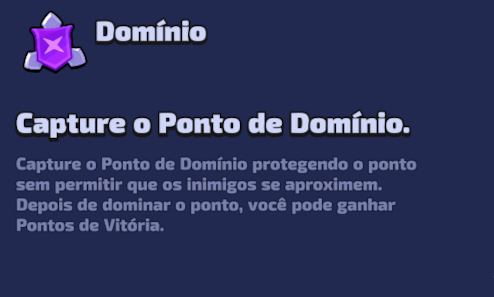 Domínio
Capture o Ponto de Domínio.
Capture o Ponto de Domínio protegendo o ponto
sem permitir que os inimigos se aproximem.
Depois de dominar o ponto, você pode ganhar
Pontos de Vitória.